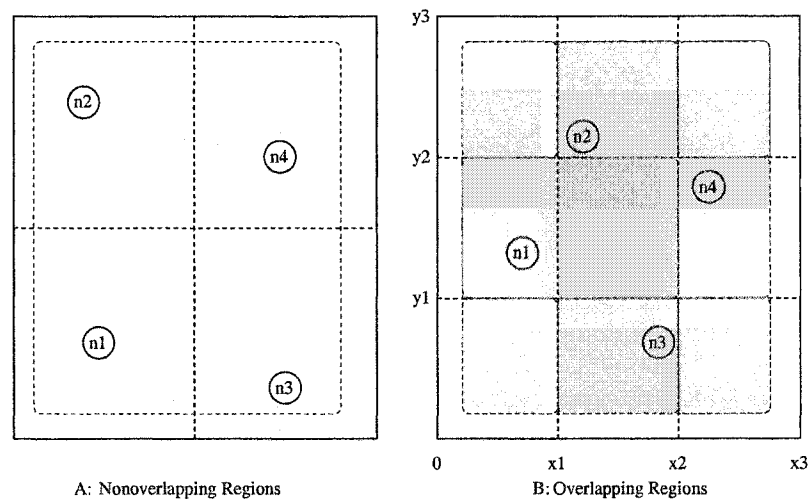 n2
n4
n1
n3
A: Nonoverlapping Regions
y3
y2
y1
n2
n4
n1
n3
0 x1 x2 x3
B: Overlapping Regions